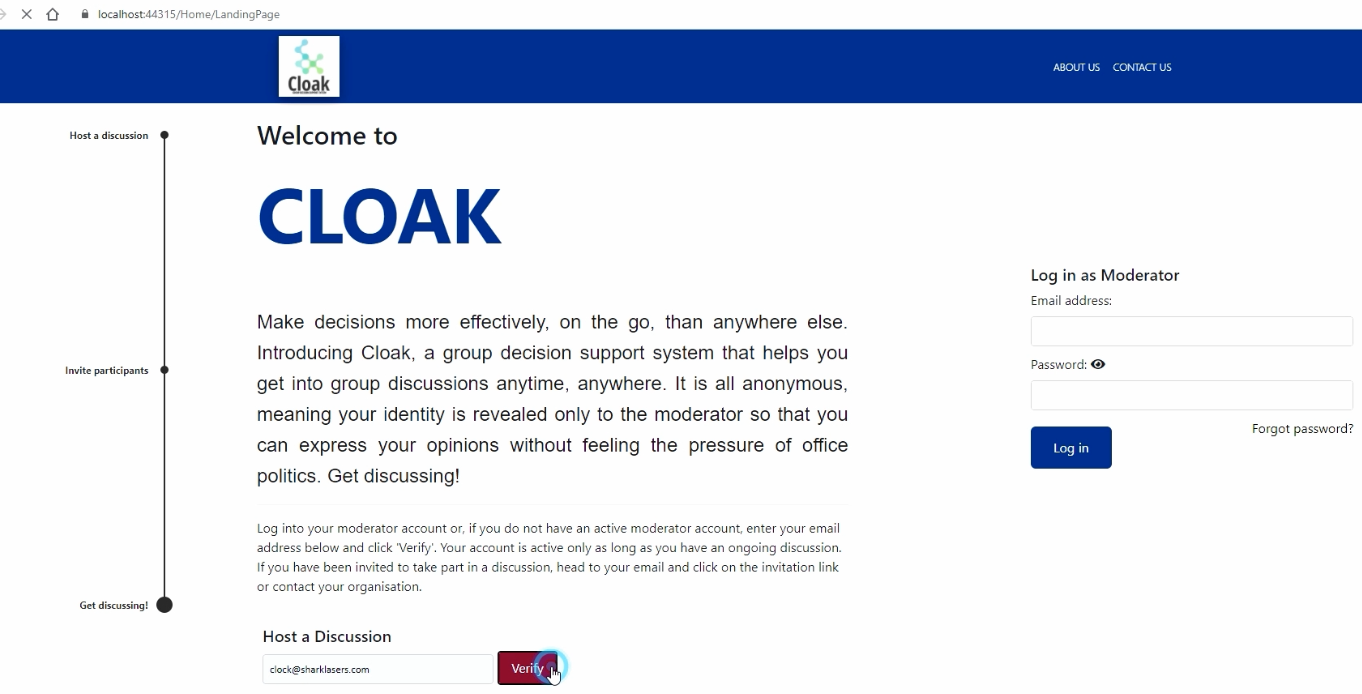 localhost:44315/Home/LandingPage
Cloak
ABOUT US CONTACT US
Host a discussion
Invite participants
Get discussing!
Welcome to
CLOAK
Make decisions more effectively, on the go, than anywhere else.
Introducing Cloak, a group decision support system that helps you
get into group discussions anytime, anywhere. It is all anonymous,
meaning your identity is revealed only to the moderator so that you
can express your opinions without feeling the pressure of office
politics. Get discussing!
Log into your moderator account or, if you do not have an active moderator account, enter your email
address below and click 'Verify'. Your account is active only as long as you have an ongoing discussion.
If you have been invited to take part in a discussion, head to your email and click on the invitation link
or contact your organisation.
Host a Discussion
clock@sharklasers.com
Verify
Log in as Moderator
Email address:
Password:
Forgot password?
Log in